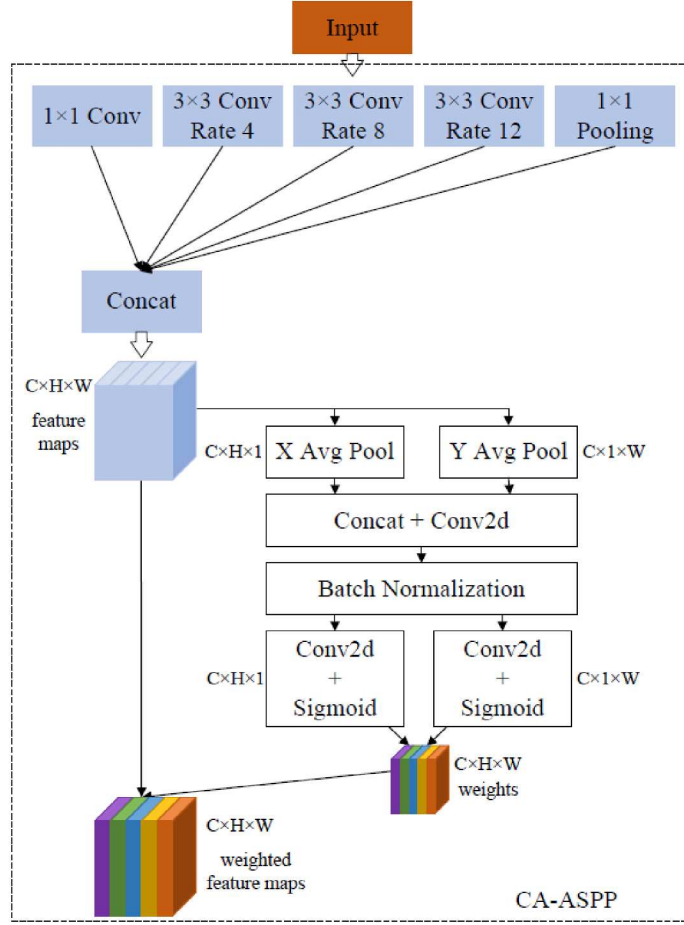 Input
1×1 Conv
3×3 Conv
Rate 4
3×3 Conv
Rate 8
3×3 Conv
Rate 12
1×1
Pooling
Concat
C×H×W
feature
maps
C×H×1
X Avg Pool
Y Avg Pool
C×1×W
Concat + Conv2d
Batch Normalization
C×H×1
Conv2d
+
Sigmoid
Conv2d
+
Sigmoid
C×1×W
C×H×W
weights
C×H×W
weighted
feature maps
CA-ASPP